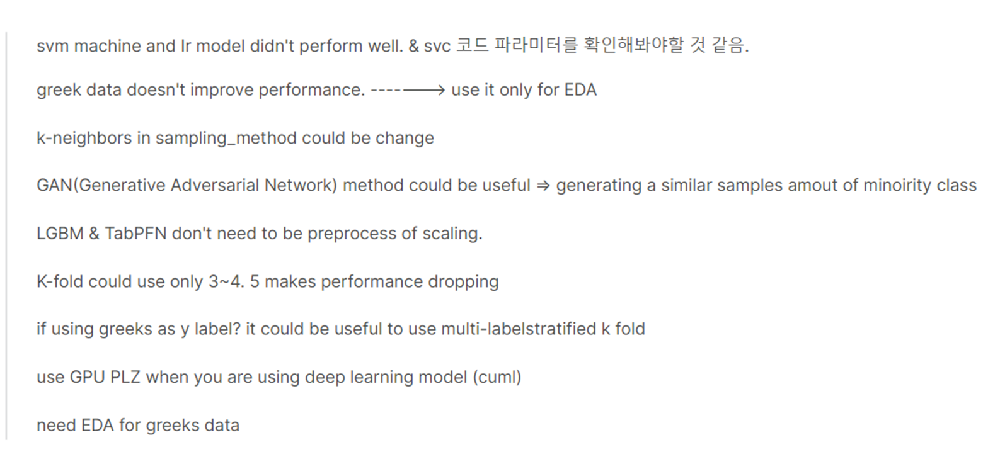 svm machine and lr model didn't perform well. & svc 코드 파라미터를 확인해봐야할 것 같음.
greek data doesn't improve performance. -------> use it only for EDA
k-neighbors in sampling_method could be change
GAN(Generative Adversarial Network) method could be useful ⇒ generating a similar samples amout of minoirity class
LGBM & TabPFN don't need to be preprocess of scaling.
K-fold could use only 3~4. 5 makes performance dropping
if using greeks as y label? it could be useful to use multi-labelstratified k fold
use GPU PLZ when you are using deep learning model (cuml)
need EDA for greeks data